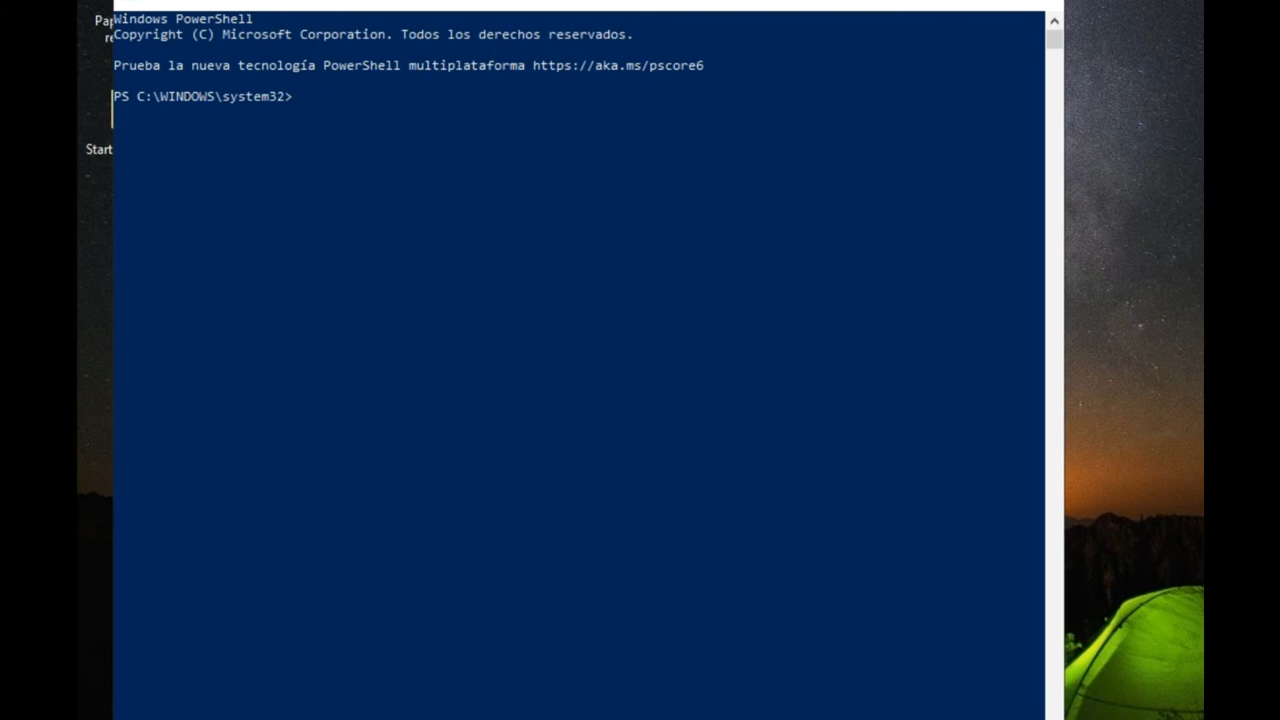 Windows PowerShell
Copyright (C) Microsoft Corporation. Todos los derechos reservados.
Prueba la nueva tecnología PowerShell multiplataforma https://aka.ms/pscore6
PS C:\WINDOWS\system32>
Start